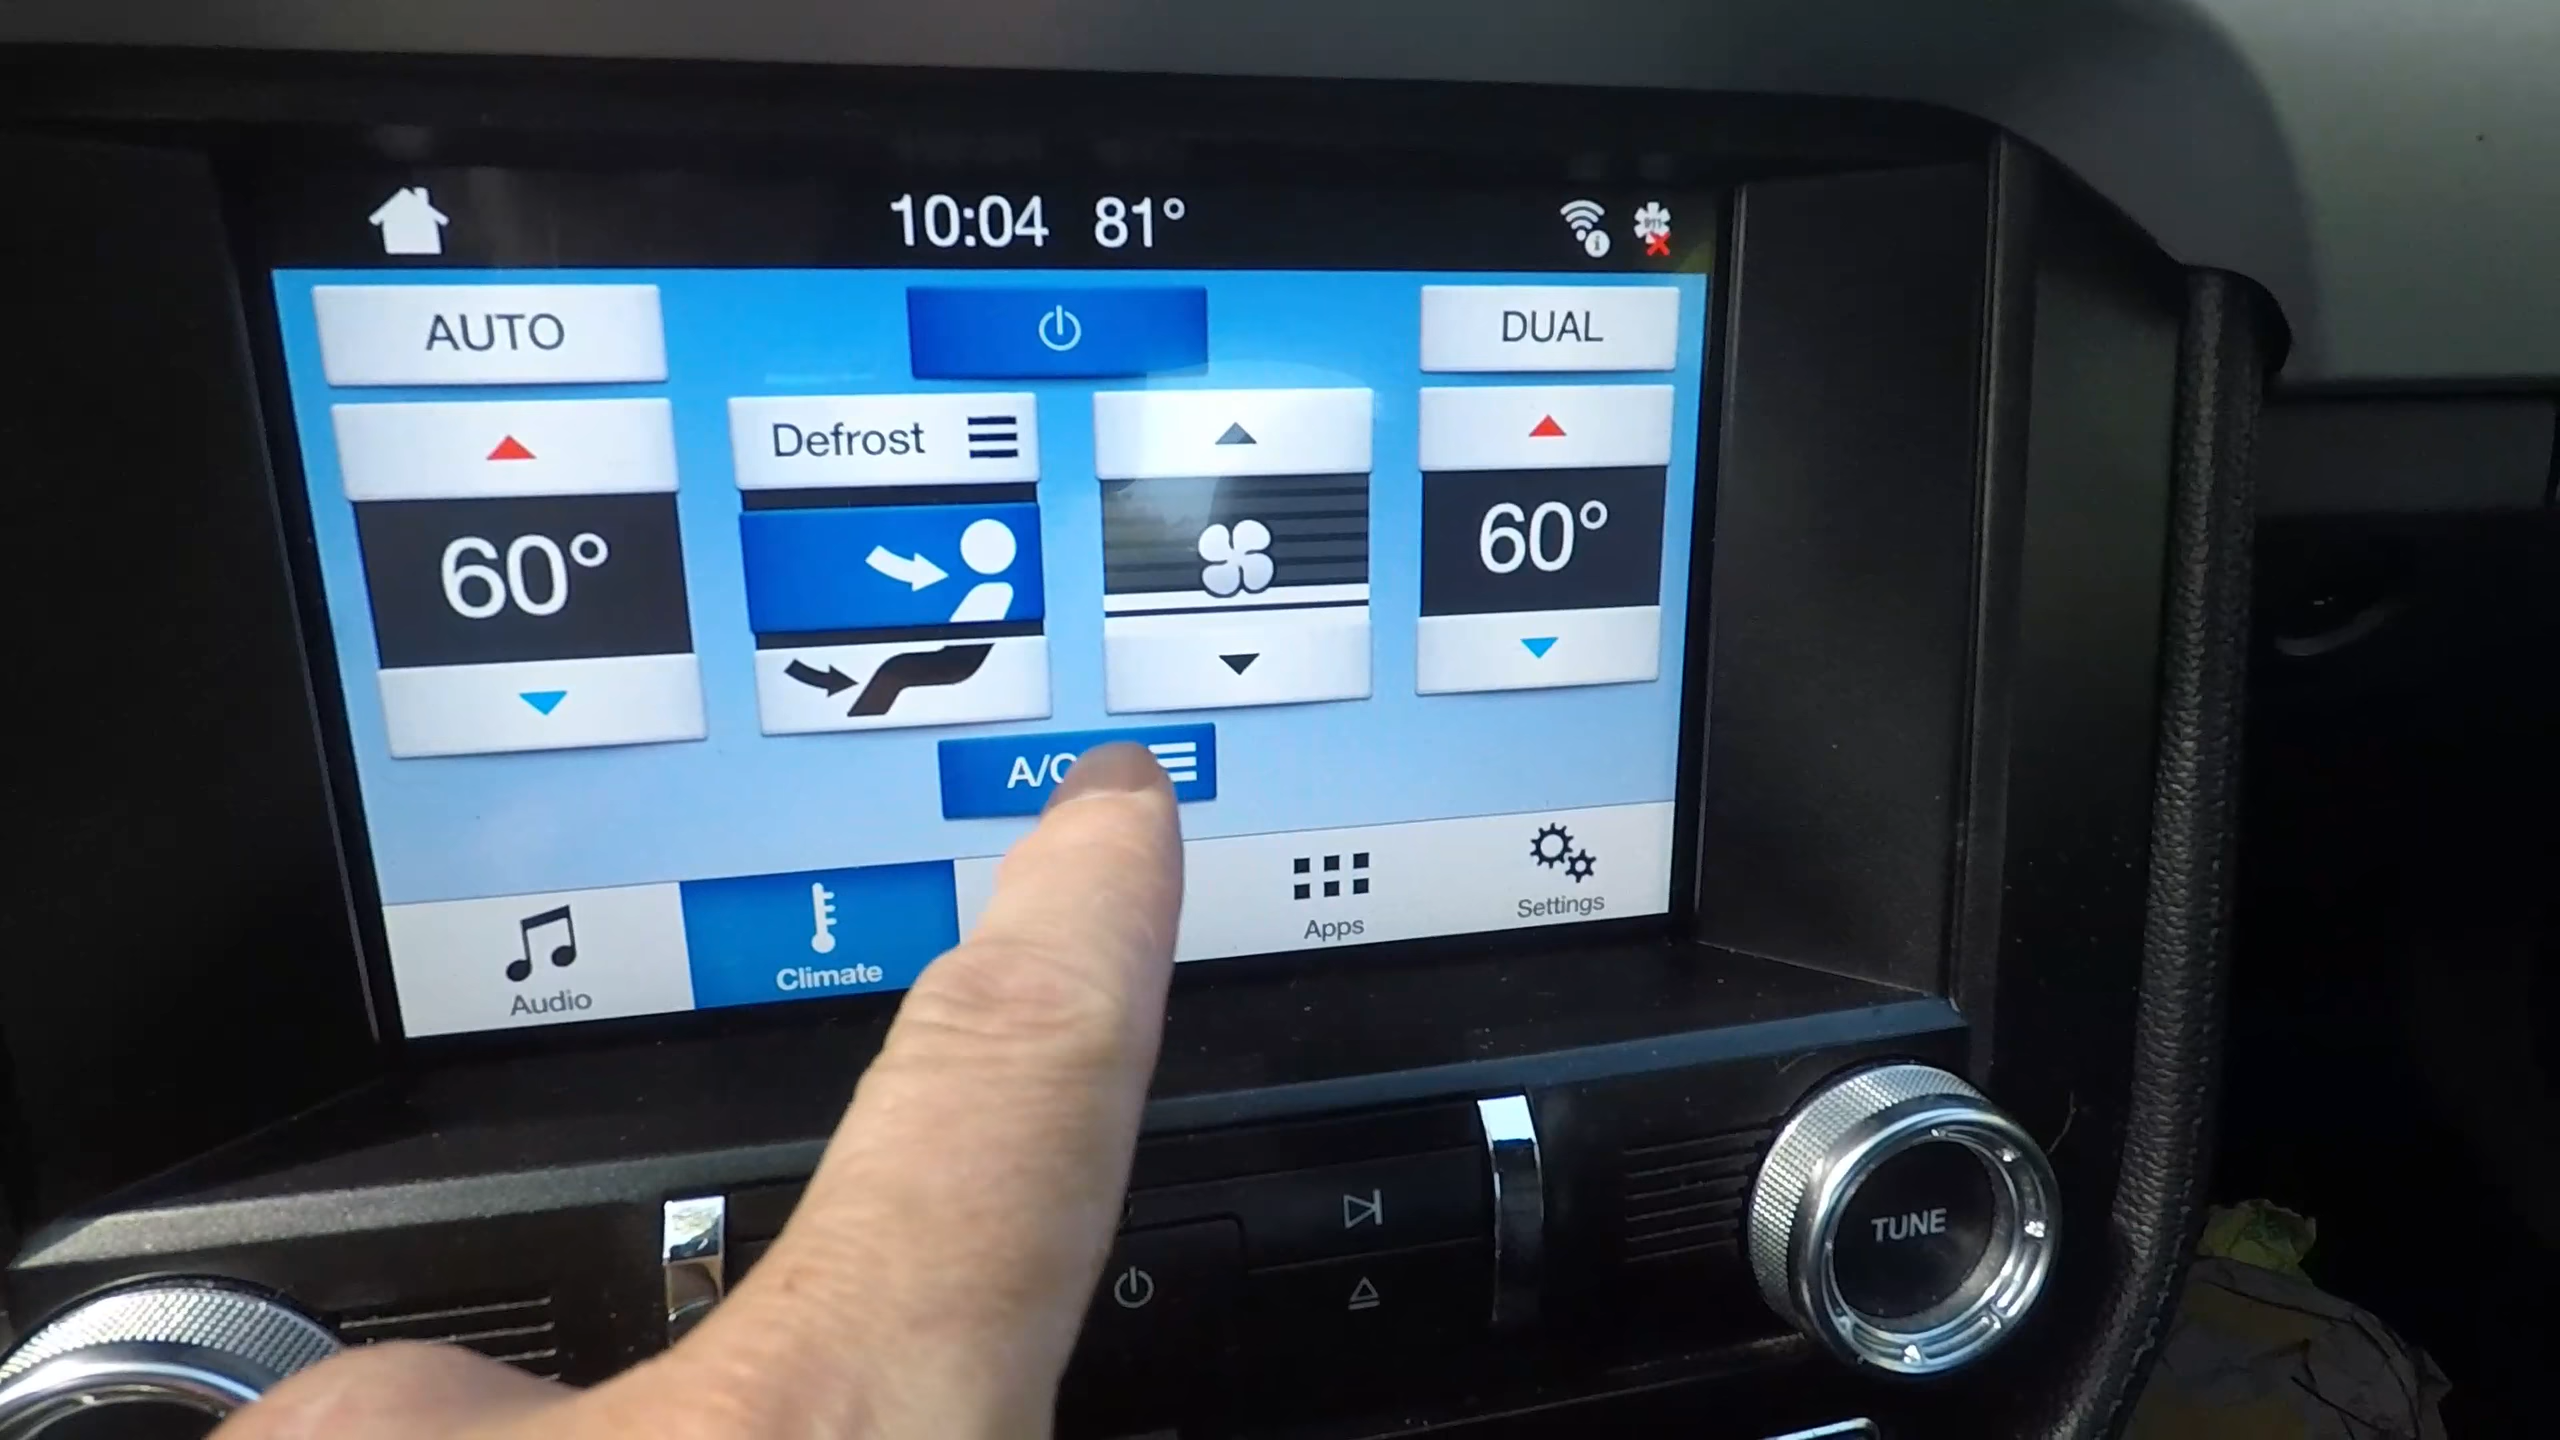 10:04 81°
AUTO
DUAL
Defrost
60°
60°
A/C
Audio
Climate
Apps
Settings
TUNE